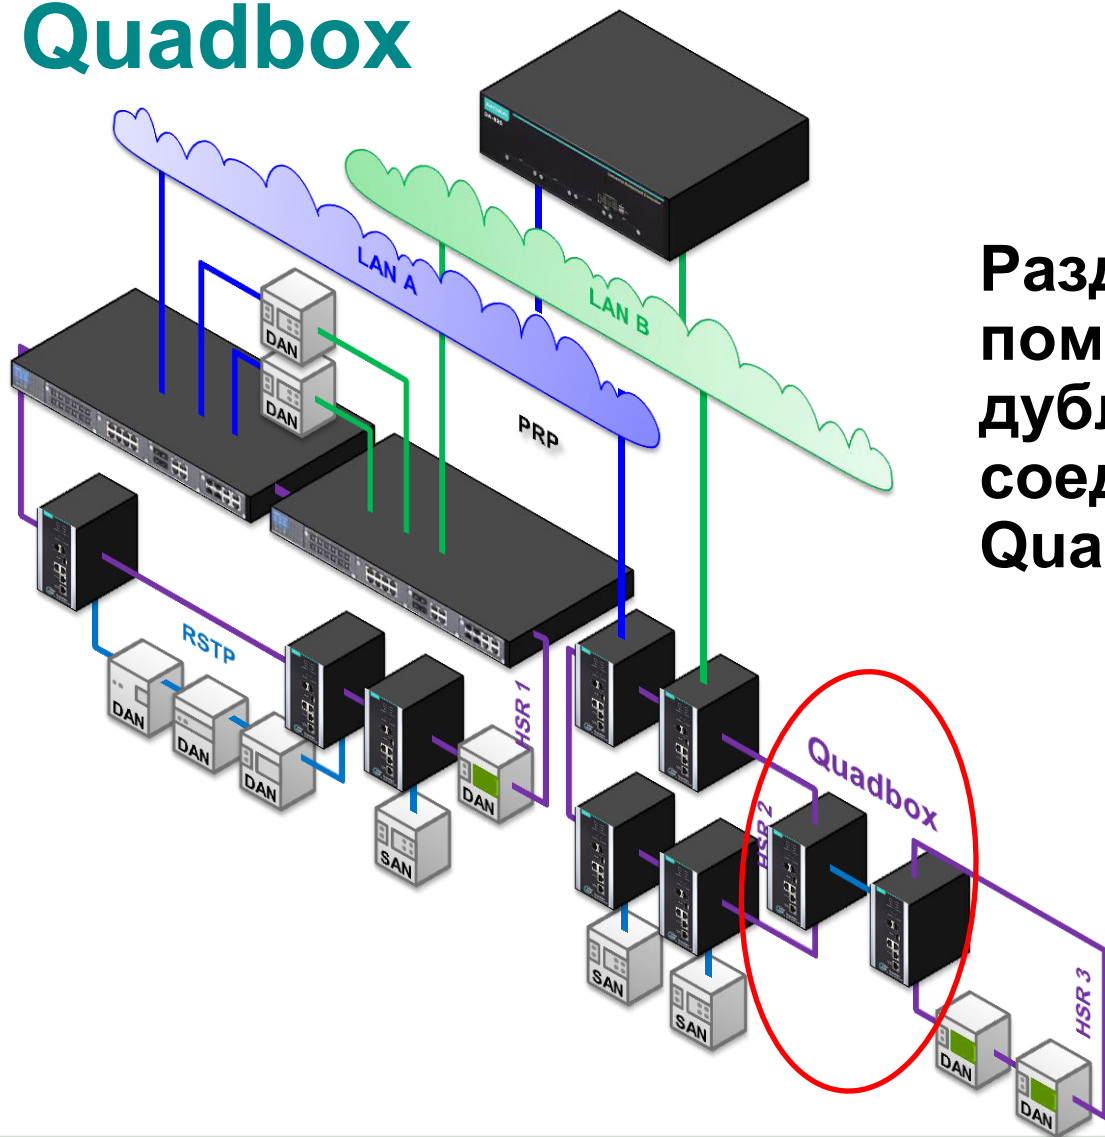 Quadbox
LAN A
LAN B
DAN
DAN
PRP
RSTP
DAN
DAN
DAN
HSR 1
DAN
SAN
Quadbox
HSR 2
SAN
SAN
HSR 3
DAN
DAN
Разд
пом
дубл
соед
Qua